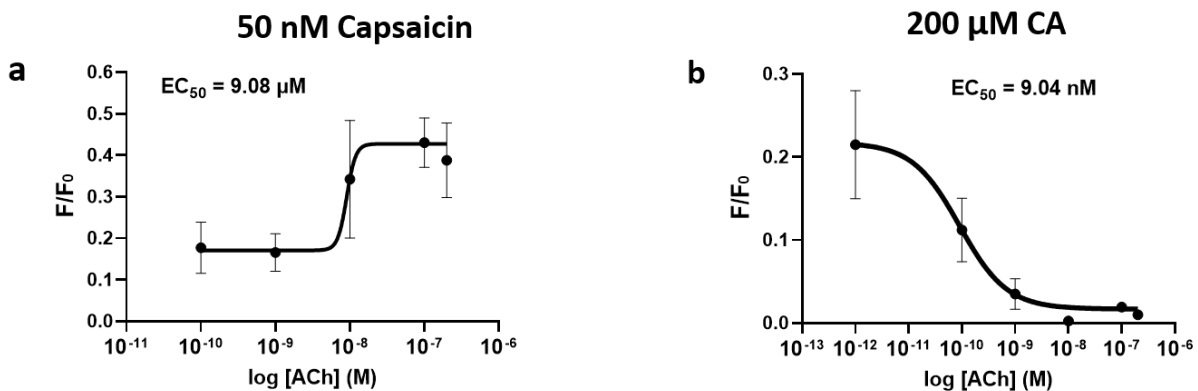 50 nM Capsaicin
a
EC₅₀ = 9.08 µM
F/F₀
0.6
0.5
0.4
0.3
0.2
0.1
0.0
10⁻¹¹ 10⁻¹⁰ 10⁻⁹ 10⁻⁸ 10⁻⁷ 10⁻⁶
log [ACh] (M)
200 µM CA
b
EC₅₀ = 9.04 nM
F/F₀
0.3
0.2
0.1
0.0
10⁻¹³ 10⁻¹² 10⁻¹¹ 10⁻¹⁰ 10⁻⁹ 10⁻⁸ 10⁻⁷ 10⁻⁶
log [ACh] (M)